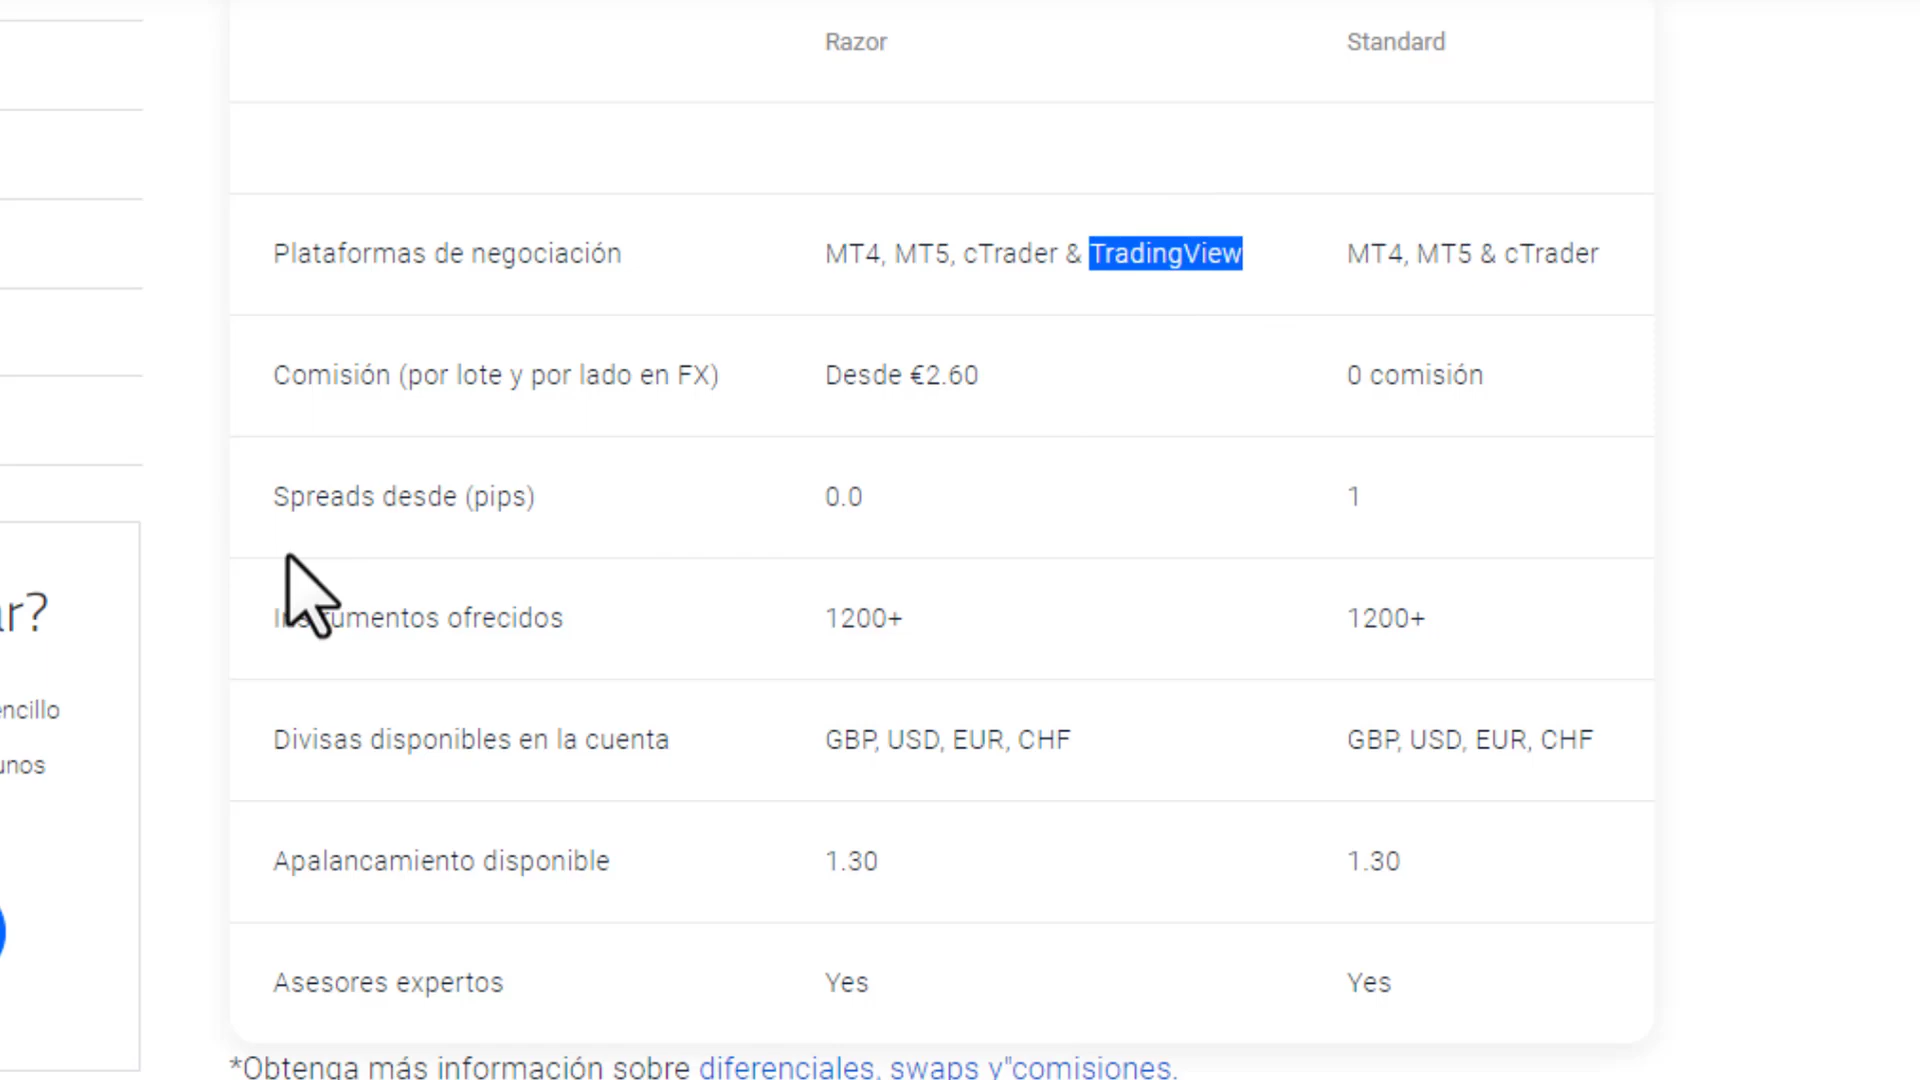 Razor Standard
Plataformas de negociación MT4, MT5, cTrader & TradingView MT4, MT5 & cTrader
Comisión (por lote y por lado en FX) Desde €2.60 0 comisión
Spreads desde (pips) 0.0 1
ofrecidos 1200+ 1200+
ar?
encillo
Divisas disponibles en la cuenta GBP, USD, EUR, CHF GBP, USD, EUR, CHF
unos
Apalancamiento disponible 1.30 1.30
Asesores expertos Yes Yes
*Obtenga más información sobre diferenciales, swaps y"comisiones.